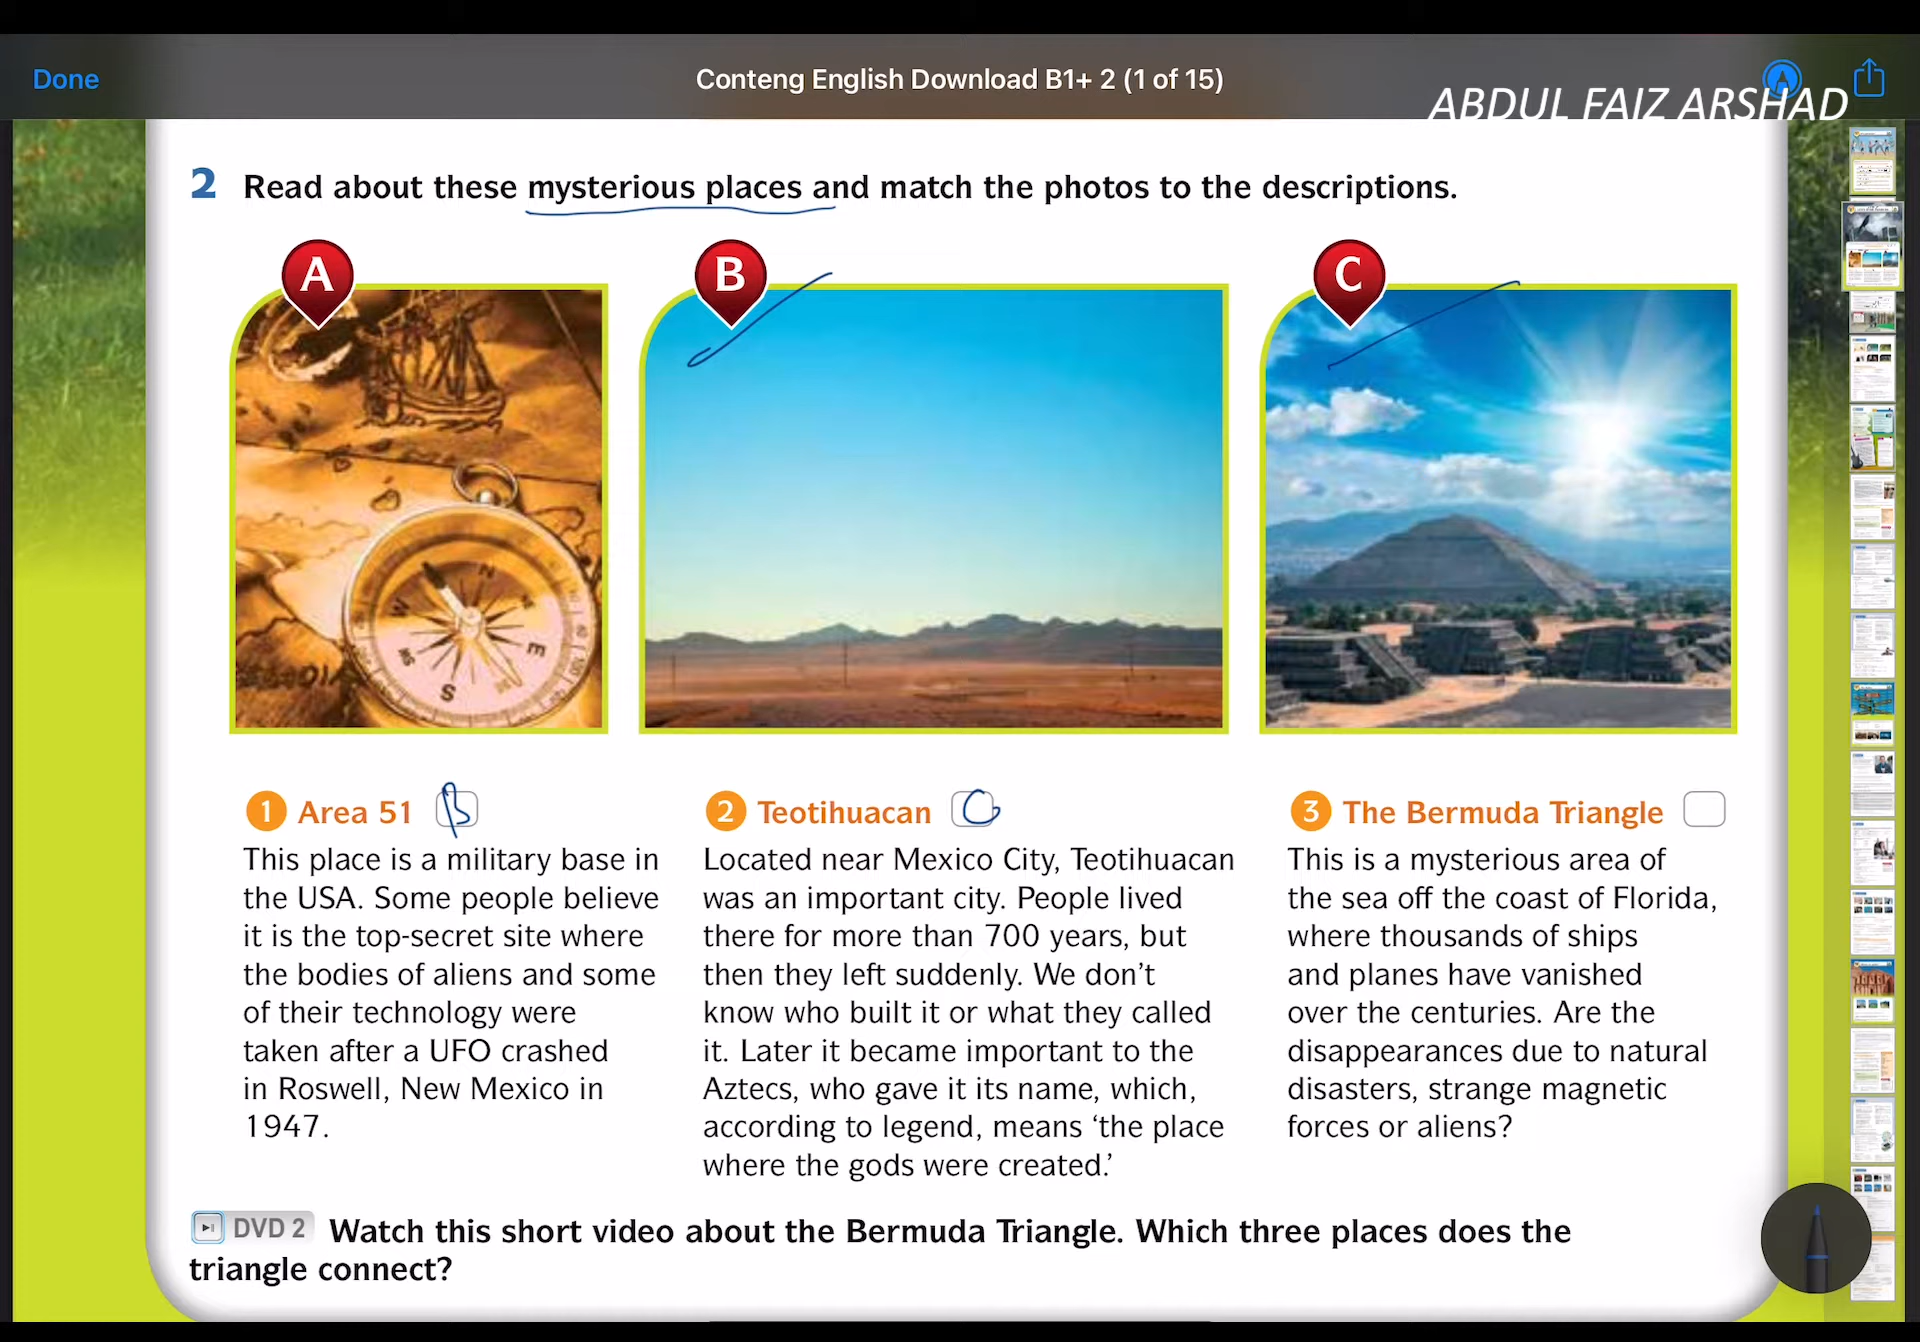 Done
Conteng English Download B1+ 2 (1 of 15)
ABDUL FAIZ ARSHAD
2 Read about these mysterious places and match the photos to the descriptions.
A
B
C
N
E
S
1 Area 51 B
This place is a military base in
the USA. Some people believe
it is the top-secret site where
the bodies of aliens and some
of their technology were
taken after a UFO crashed
in Roswell, New Mexico in
1947.
2 Teotihuacan C
Located near Mexico City, Teotihuacan
was an important city. People lived
there for more than 700 years, but
then they left suddenly. We don't
know who built it or what they called
it. Later it became important to the
Aztecs, who gave it its name, which,
according to legend, means ‘the place
where the gods were created.’
3 The Bermuda Triangle
This is a mysterious area of
the sea off the coast of Florida,
where thousands of ships
and planes have vanished
over the centuries. Are the
disappearances due to natural
disasters, strange magnetic
forces or aliens?
DVD 2 Watch this short video about the Bermuda Triangle. Which three places does the
triangle connect?